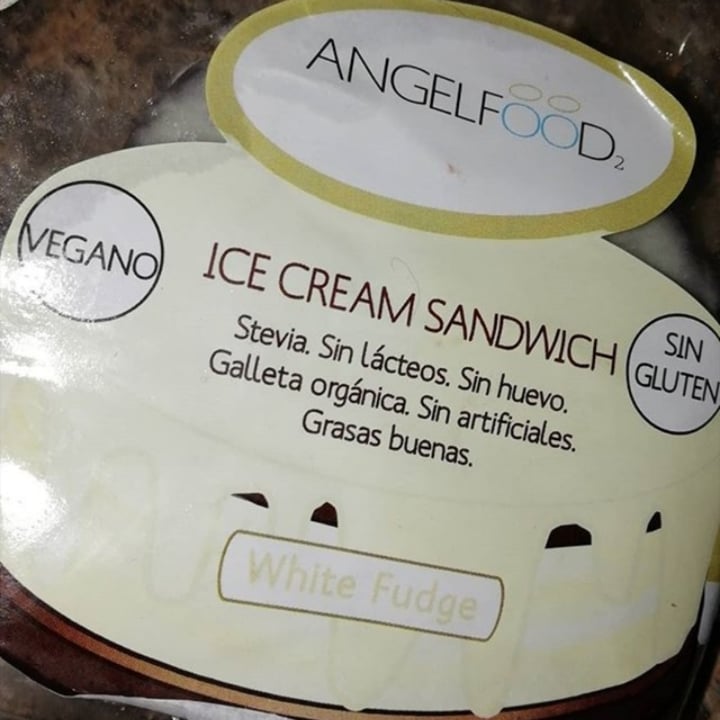 ANGELFOOD2
VEGANO
ICE CREAM SANDWICH
Stevia. Sin lácteos. Sin huevo.
Galleta orgánica. Sin artificiales.
Grasas buenas.
SIN
GLUTEN
White Fudge